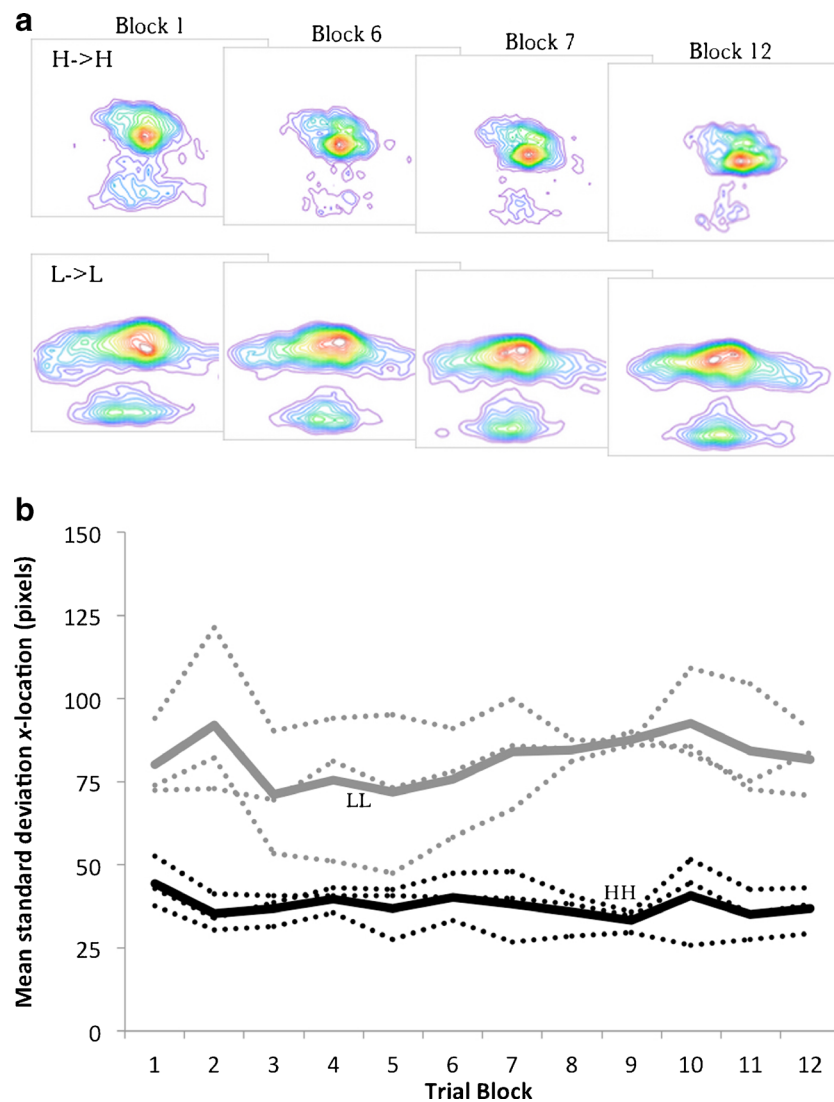 a
Block 1 Block 6 Block 7 Block 12
H->H
L->L
b
Mean standard deviation x-location (pixels)
150
125
100
75
50
25
0
LL
HH
1 2 3 4 5 6 7 8 9 10 11 12
Trial Block